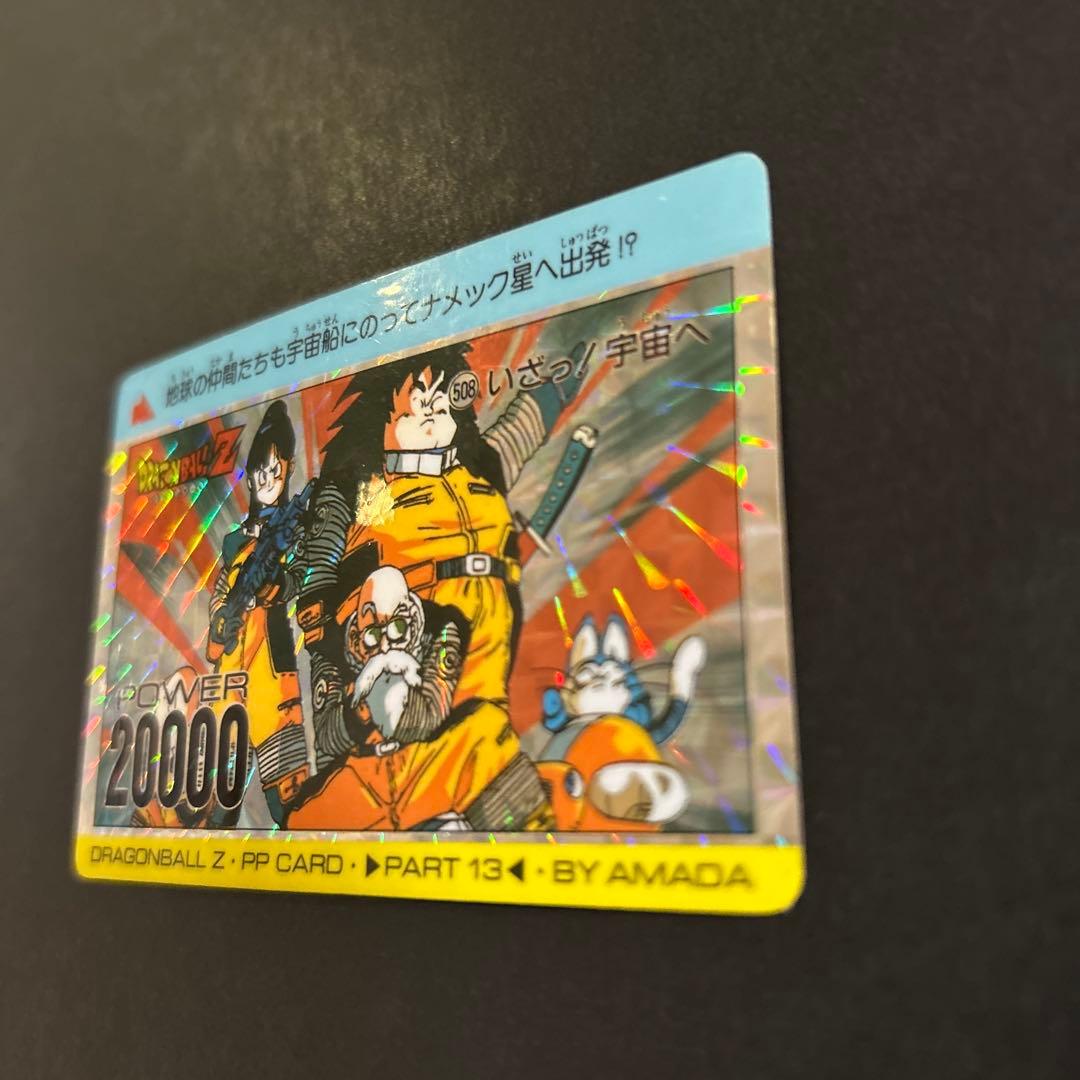 地球の仲間たちも宇宙船にのってナメック星へ出発!?
508 いざっ! 宇宙へ
DRAGONBALL Z
POWER
20000
DRAGONBALL Z・PP CARD・▶PART 13◀・BY AMADA